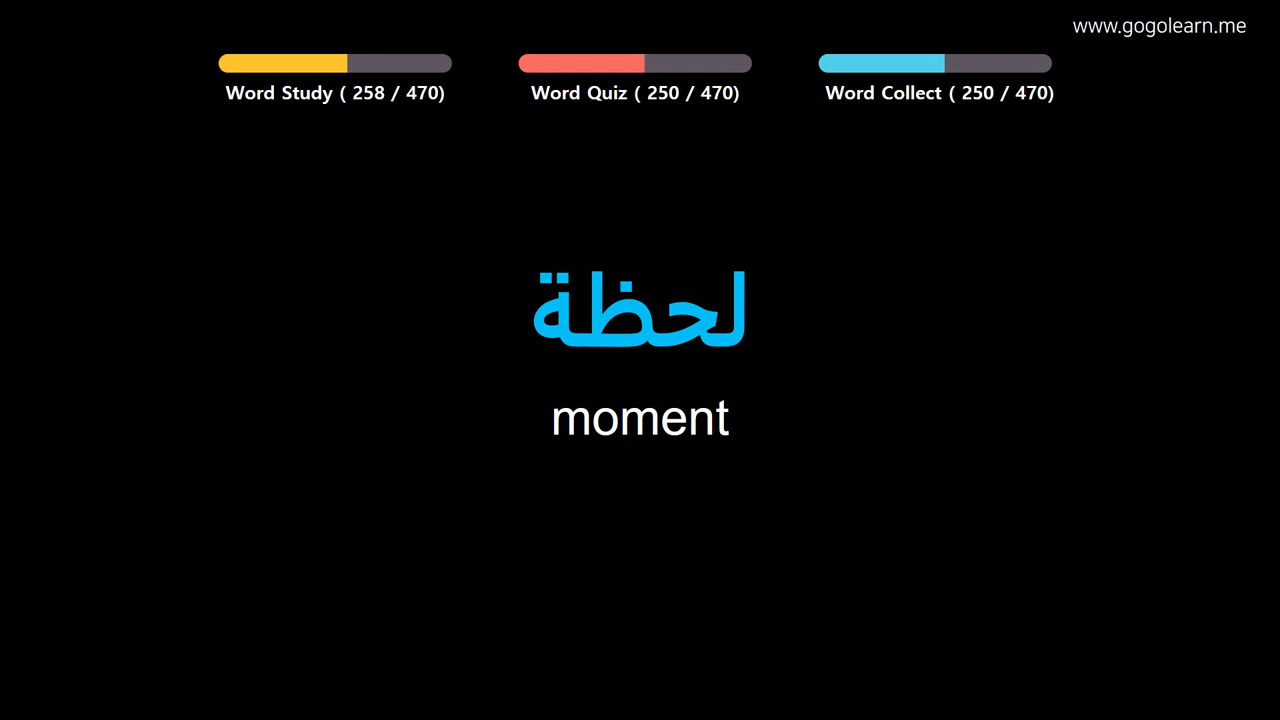 www.gogolearn.me
Word Study ( 258 / 470)
Word Quiz ( 250 / 470)
Word Collect ( 250 / 470)
لحظة
moment